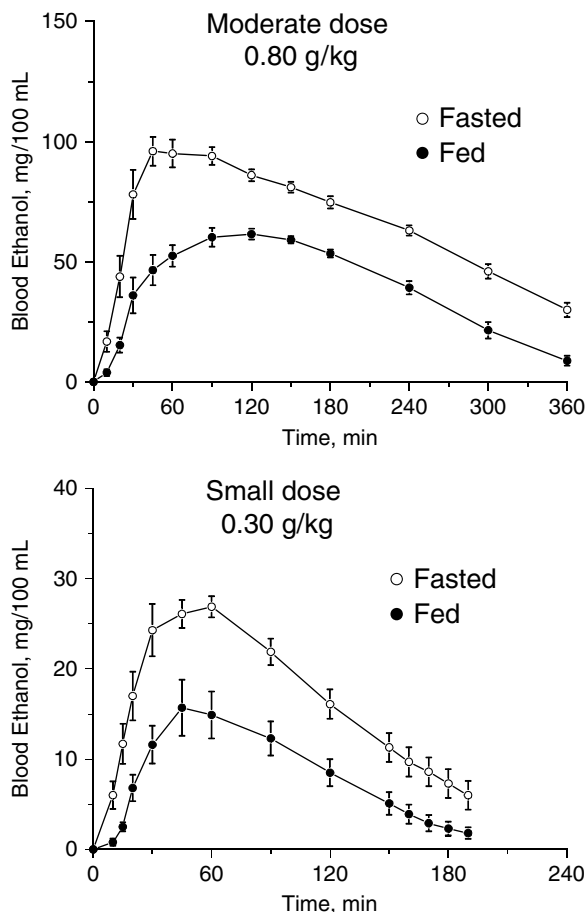 Moderate dose
0.80 g/kg
Fasted
Fed
Blood Ethanol, mg/100 mL
150
100
50
0
0 60 120 180 240 300 360
Time, min
Small dose
0.30 g/kg
Fasted
Fed
Blood Ethanol, mg/100 mL
40
30
20
10
0
0 60 120 180 240
Time, min